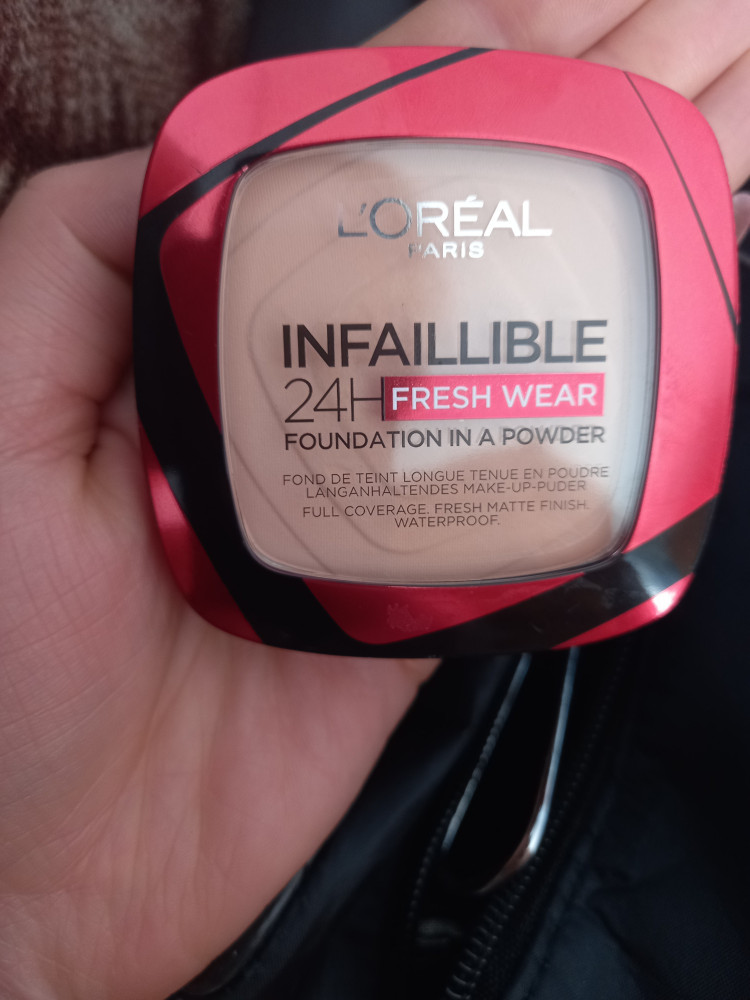 L'ORÉAL
PARIS
INFAILLIBLE
24H FRESH WEAR
FOUNDATION IN A POWDER
FOND DE TEINT LONGUE TENUE EN POUDRE
LANGANHALTENDES MAKE-UP-PUDER
FULL COVERAGE. FRESH MATTE FINISH.
WATERPROOF.